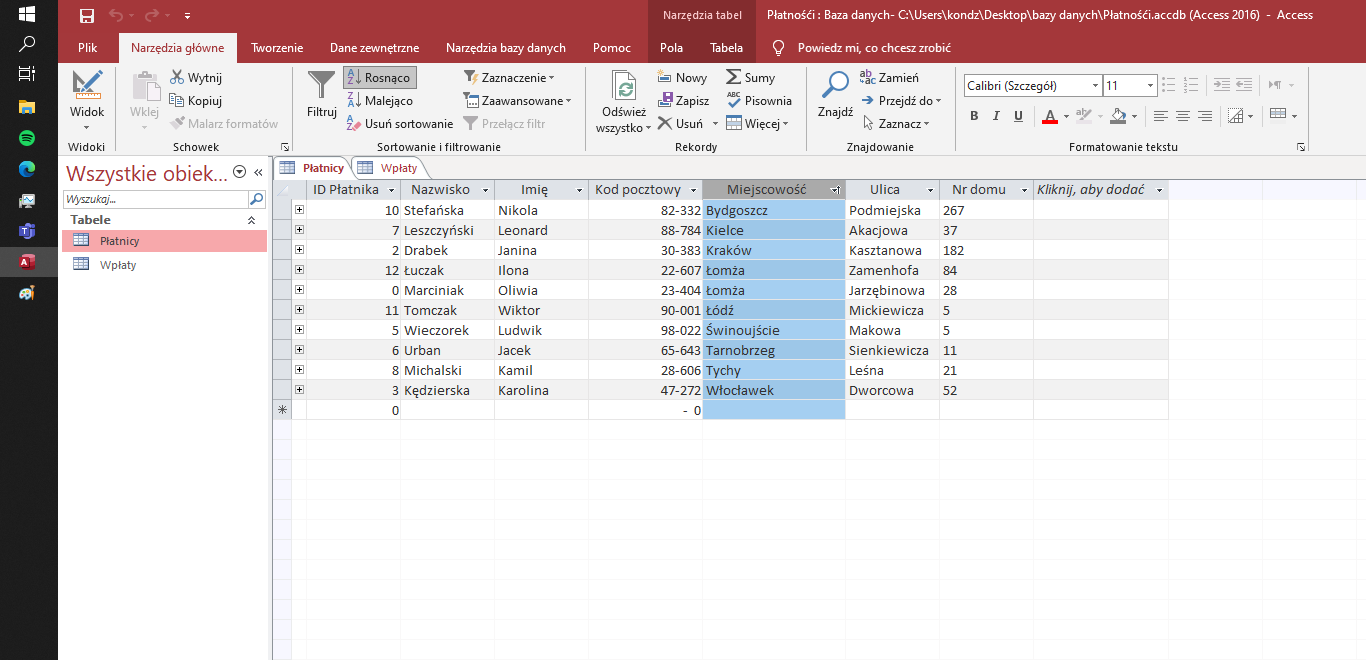 Narzędzia tabel
Płatnośći : Baza danych- C:\Users\kondz\Desktop\bazy danych\Płatnośći.accdb (Access 2016) - Access
Plik Narzędzia główne Tworzenie Dane zewnętrzne Narzędzia bazy danych Pomoc Pola Tabela Powiedz mi, co chcesz zrobić
Widok
Widoki
Wklej
Wytnij
Kopiuj
Malarz formatów
Schowek
Filtruj
Rosnąco
Malejąco
Usuń sortowanie
Zaznaczenie
Zaawansowane
Przełącz filtr
Sortowanie i filtrowanie
Odśwież
wszystko
Nowy
Zapisz
Usuń
Sumy
Pisownia
Więcej
Rekordy
Znajdź
Zamień
Przejdź do
Zaznacz
Znajdowanie
Calibri (Szczegół) 11
B I U A
Formatowanie tekstu
Wszystkie obiek... «
Wyszukaj...
Tabele
Płatnicy
Wpłaty
Płatnicy Wpłaty
ID Płatnika Nazwisko Imię Kod pocztowy Miejscowość Ulica Nr domu Kliknij, aby dodać
10 Stefańska Nikola 82-332 Bydgoszcz Podmiejska 267
7 Leszczyński Leonard 88-784 Kielce Akacjowa 37
2 Drabek Janina 30-383 Kraków Kasztanowa 182
12 Łuczak Ilona 22-607 Łomża Zamenhofa 84
0 Marciniak Oliwia 23-404 Łomża Jarzębinowa 28
11 Tomczak Wiktor 90-001 Łódź Mickiewicza 5
5 Wieczorek Ludwik 98-022 Świnoujście Makowa 5
6 Urban Jacek 65-643 Tarnobrzeg Sienkiewicza 11
8 Michalski Kamil 28-606 Tychy Leśna 21
3 Kędzierska Karolina 47-272 Włocławek Dworcowa 52
* 0 - 0